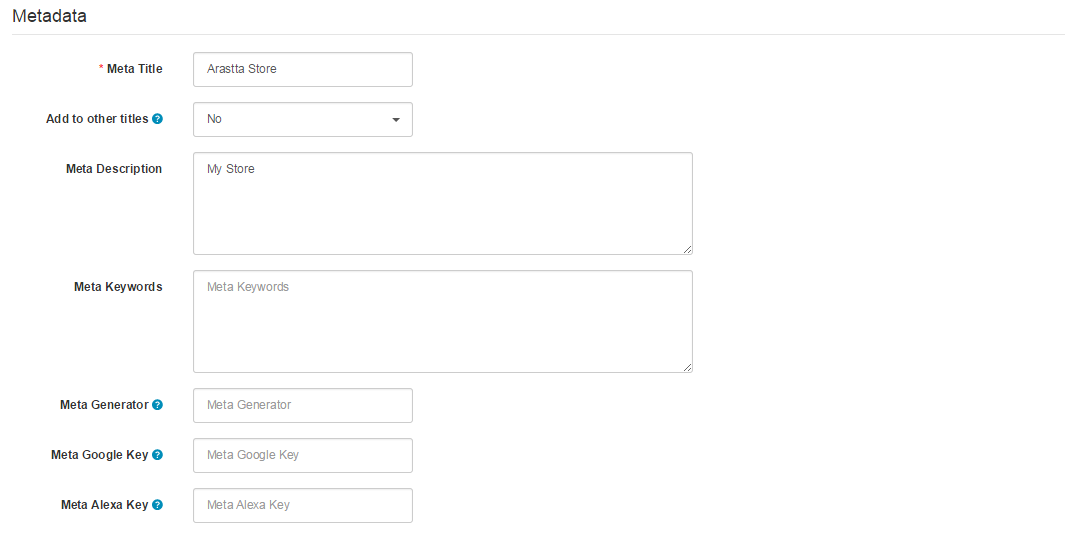 Metadata
* Meta Title Arastta Store
Add to other titles ? No
Meta Description My Store
Meta Keywords Meta Keywords
Meta Generator ? Meta Generator
Meta Google Key ? Meta Google Key
Meta Alexa Key ? Meta Alexa Key